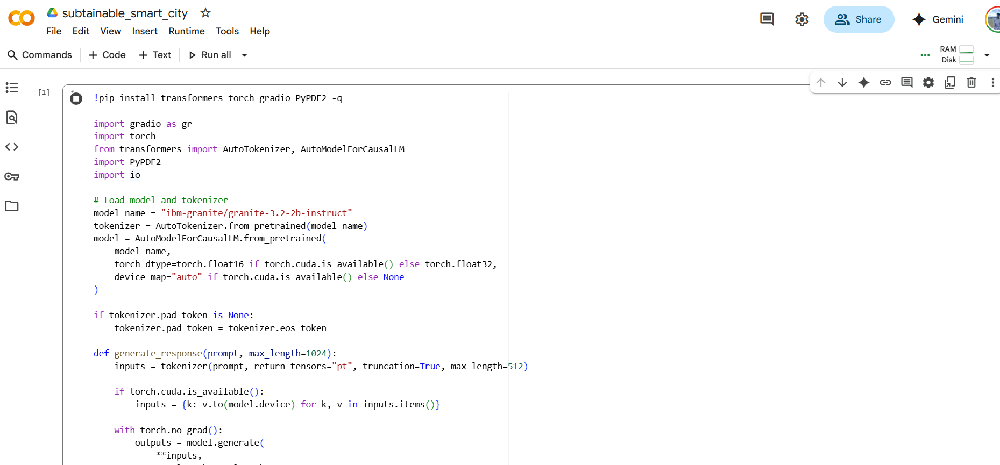 subtainable_smart_city
File Edit View Insert Runtime Tools Help
Share
Gemini
Commands + Code + Text Run all
RAM
Disk
[1]
!pip install transformers torch gradio PyPDF2 -q
import gradio as gr
import torch
from transformers import AutoTokenizer, AutoModelForCausalLM
import PyPDF2
import io
# Load model and tokenizer
model_name = "ibm-granite/granite-3.2-2b-instruct"
tokenizer = AutoTokenizer.from_pretrained(model_name)
model = AutoModelForCausalLM.from_pretrained(
    model_name,
    torch_dtype=torch.float16 if torch.cuda.is_available() else torch.float32,
    device_map="auto" if torch.cuda.is_available() else None
)
if tokenizer.pad_token is None:
    tokenizer.pad_token = tokenizer.eos_token
def generate_response(prompt, max_length=1024):
    inputs = tokenizer(prompt, return_tensors="pt", truncation=True, max_length=512)
    if torch.cuda.is_available():
        inputs = {k: v.to(model.device) for k, v in inputs.items()}
    with torch.no_grad():
        outputs = model.generate(
            **inputs,